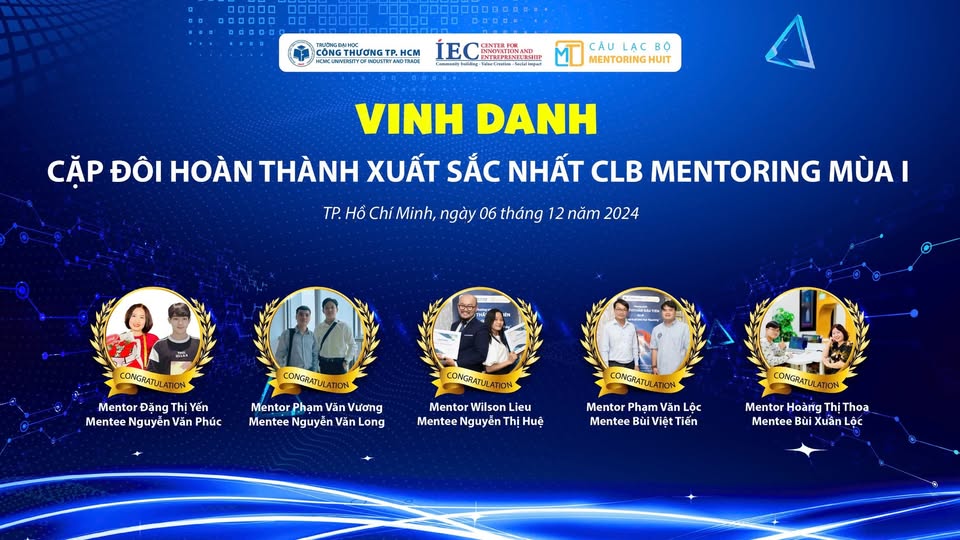 TRƯỜNG ĐẠI HỌC
CÔNG THƯƠNG TP. HCM
HCMC UNIVERSITY OF INDUSTRY AND TRADE
IEC CENTER FOR
INNOVATION AND
ENTREPRENEURSHIP
Community building - Value Creation - Social impact
MT CÂU LẠC BỘ
MENTORING HUIT
VINH DANH
CẶP ĐÔI HOÀN THÀNH XUẤT SẮC NHẤT CLB MENTORING MÙA I
TP. Hồ Chí Minh, ngày 06 tháng 12 năm 2024
CONGRATULATION
Mentor Đặng Thị Yến
Mentee Nguyễn Văn Phúc
CONGRATULATION
Mentor Phạm Văn Vương
Mentee Nguyễn Văn Long
CONGRATULATION
Mentor Wilson Lieu
Mentee Nguyễn Thị Huệ
CONGRATULATION
Mentor Phạm Văn Lộc
Mentee Bùi Việt Tiến
CONGRATULATION
Mentor Hoàng Thị Thoa
Mentee Bùi Xuân Lộc